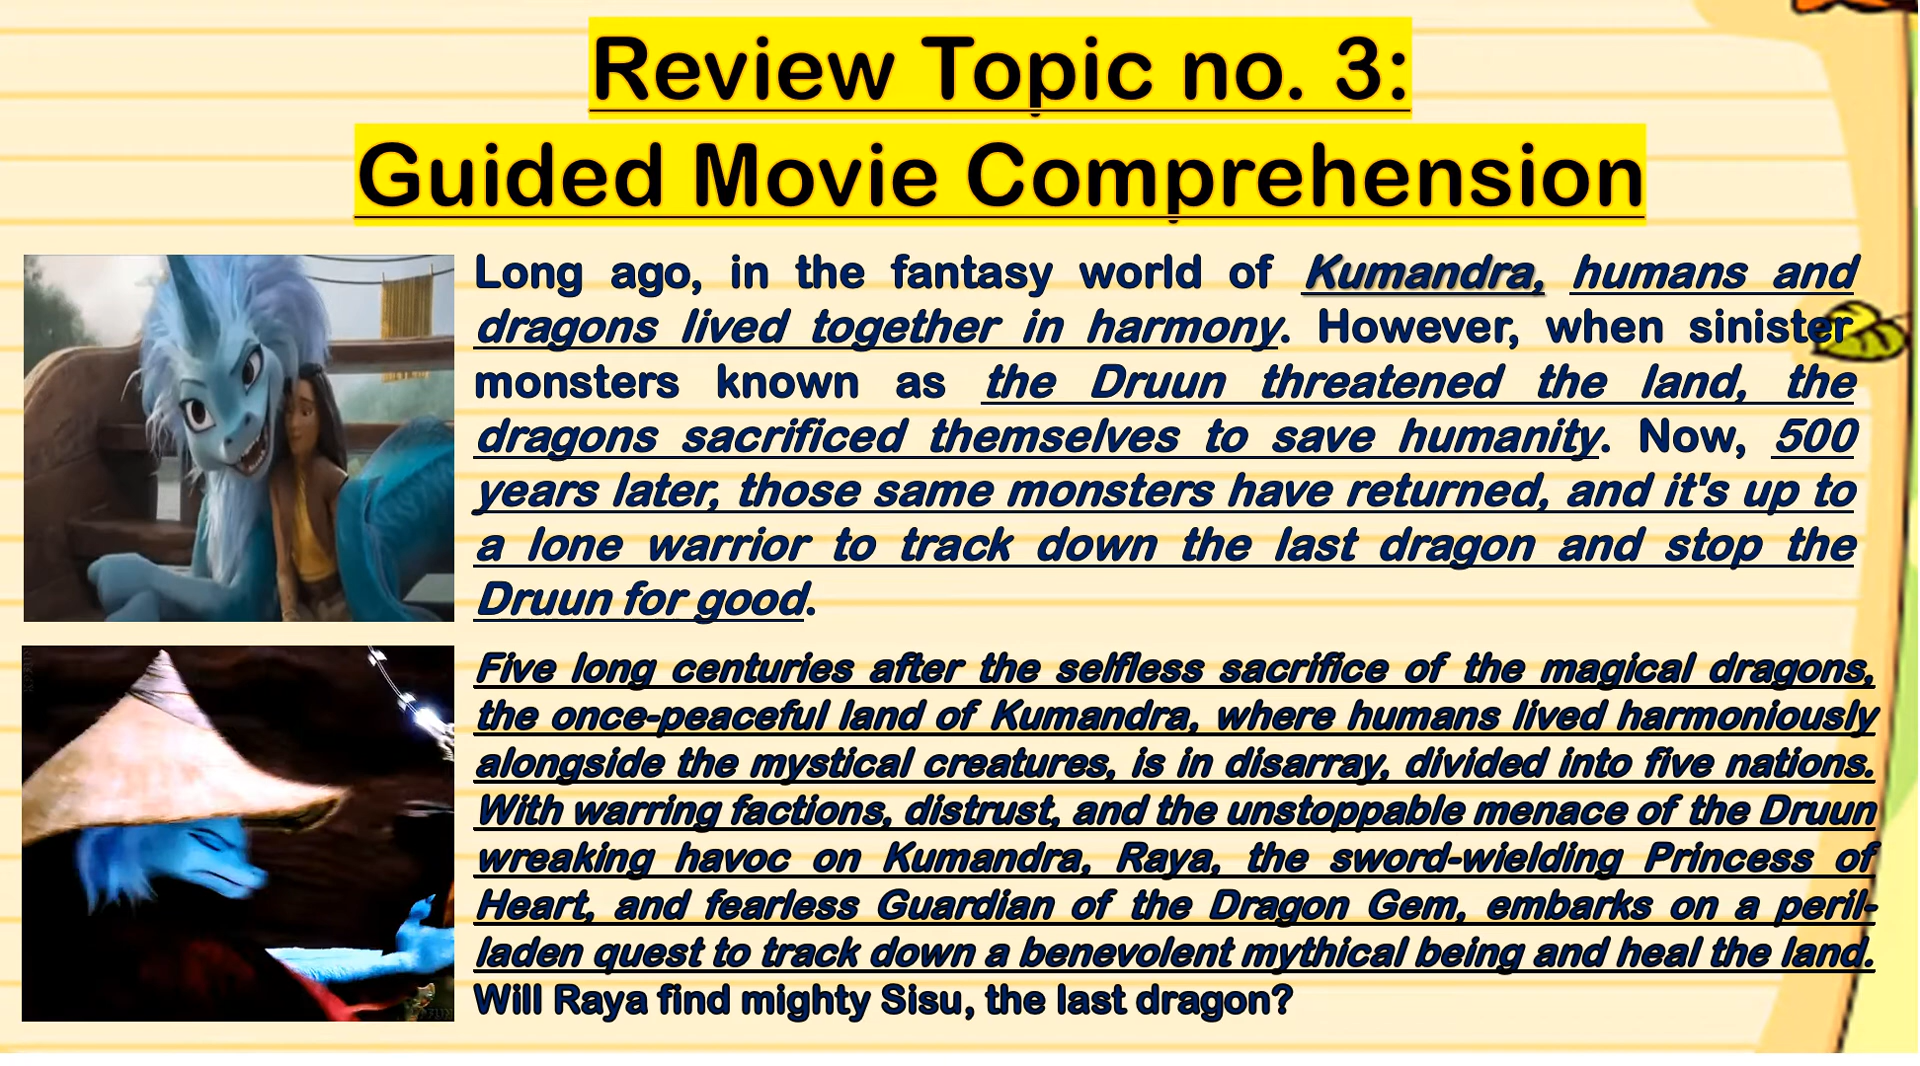 Review Topic no. 3:
Guided Movie Comprehension
Long ago, in the fantasy world of Kumandra, humans and
dragons lived together in harmony. However, when sinister
monsters known as the Druun threatened the land, the
dragons sacrificed themselves to save humanity. Now, 500
years later, those same monsters have returned, and it's up to
a lone warrior to track down the last dragon and stop the
Druun for good.
Five long centuries after the selfless sacrifice of the magical dragons,
the once-peaceful land of Kumandra, where humans lived harmoniously
alongside the mystical creatures, is in disarray, divided into five nations.
With warring factions, distrust, and the unstoppable menace of the Druun
wreaking havoc on Kumandra, Raya, the sword-wielding Princess of
Heart, and fearless Guardian of the Dragon Gem, embarks on a peril-
laden quest to track down a benevolent mythical being and heal the land.
Will Raya find mighty Sisu, the last dragon?